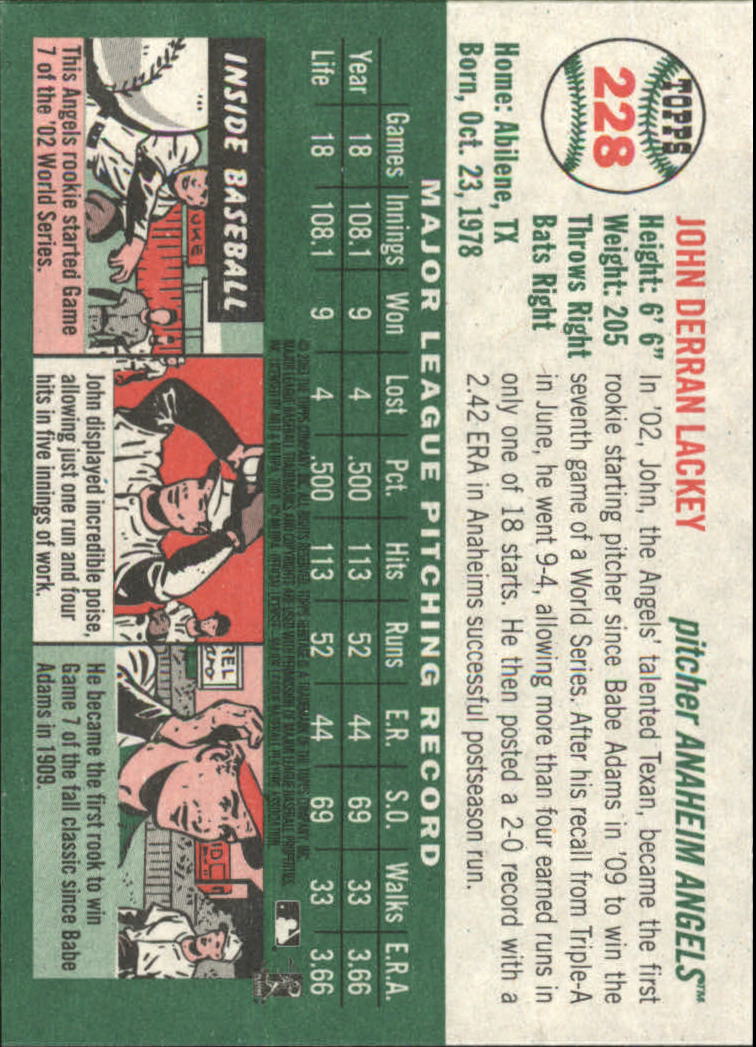 TOPPS
228
JOHN DERRAN LACKEY
pitcher ANAHEIM ANGELS™
Height: 6' 6"
Weight: 205
Throws Right
Bats Right
Home: Abilene, TX
Born, Oct. 23, 1978
In '02, John, the Angels' talented Texan, became the first
rookie starting pitcher since Babe Adams in '09 to win the
seventh game of a World Series. After his recall from Triple-A
in June, he went 9-4, allowing more than four earned runs in
only one of 18 starts. He then posted a 2-0 record with a
2.42 ERA in Anaheims successful postseason run.
MAJOR LEAGUE PITCHING RECORD
Games Innings Won Lost Pct. Hits Runs E.R. S.O. Walks E.R.A.
Year 18 108.1 9 4 .500 113 52 44 69 33 3.66
Life 18 108.1 9 4 .500 113 52 44 69 33 3.66
INSIDE BASEBALL
This Angels rookie started Game
7 of the '02 World Series.
John displayed incredible poise,
allowing just one run and four
hits in five innings of work.
He became the first rook to win
Game 7 of the fall classic since Babe
Adams in 1909.